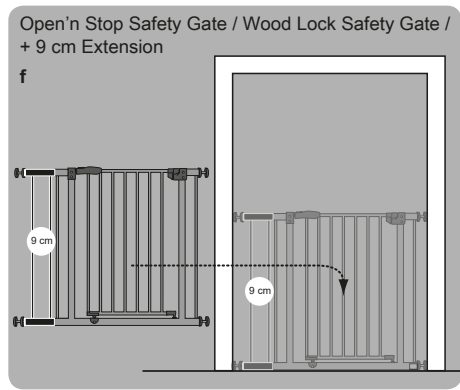 Open’n Stop Safety Gate / Wood Lock Safety Gate /
+ 9 cm Extension
f
9 cm
9 cm